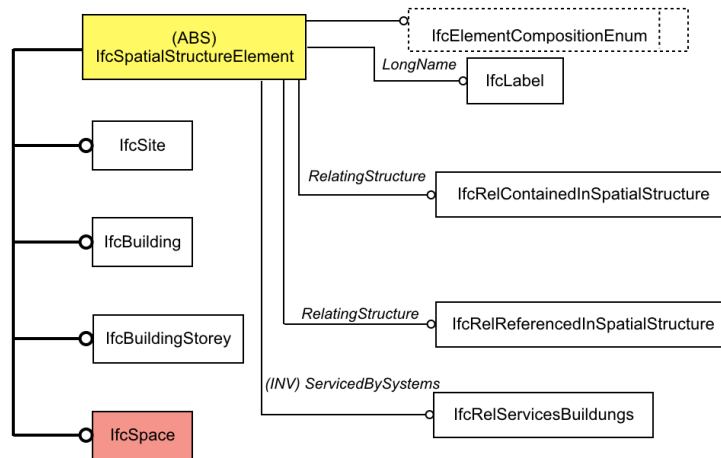 (ABS)
IfcSpatialStructureElement
IfcElementCompositionEnum
LongName
IfcLabel
IfcSite
RelatingStructure
IfcRelContainedInSpatialStructure
IfcBuilding
RelatingStructure
IfcRelReferencedInSpatialStructure
IfcBuildingStorey
(INV) ServicedBySystems
IfcRelServicesBuildungs
IfcSpace